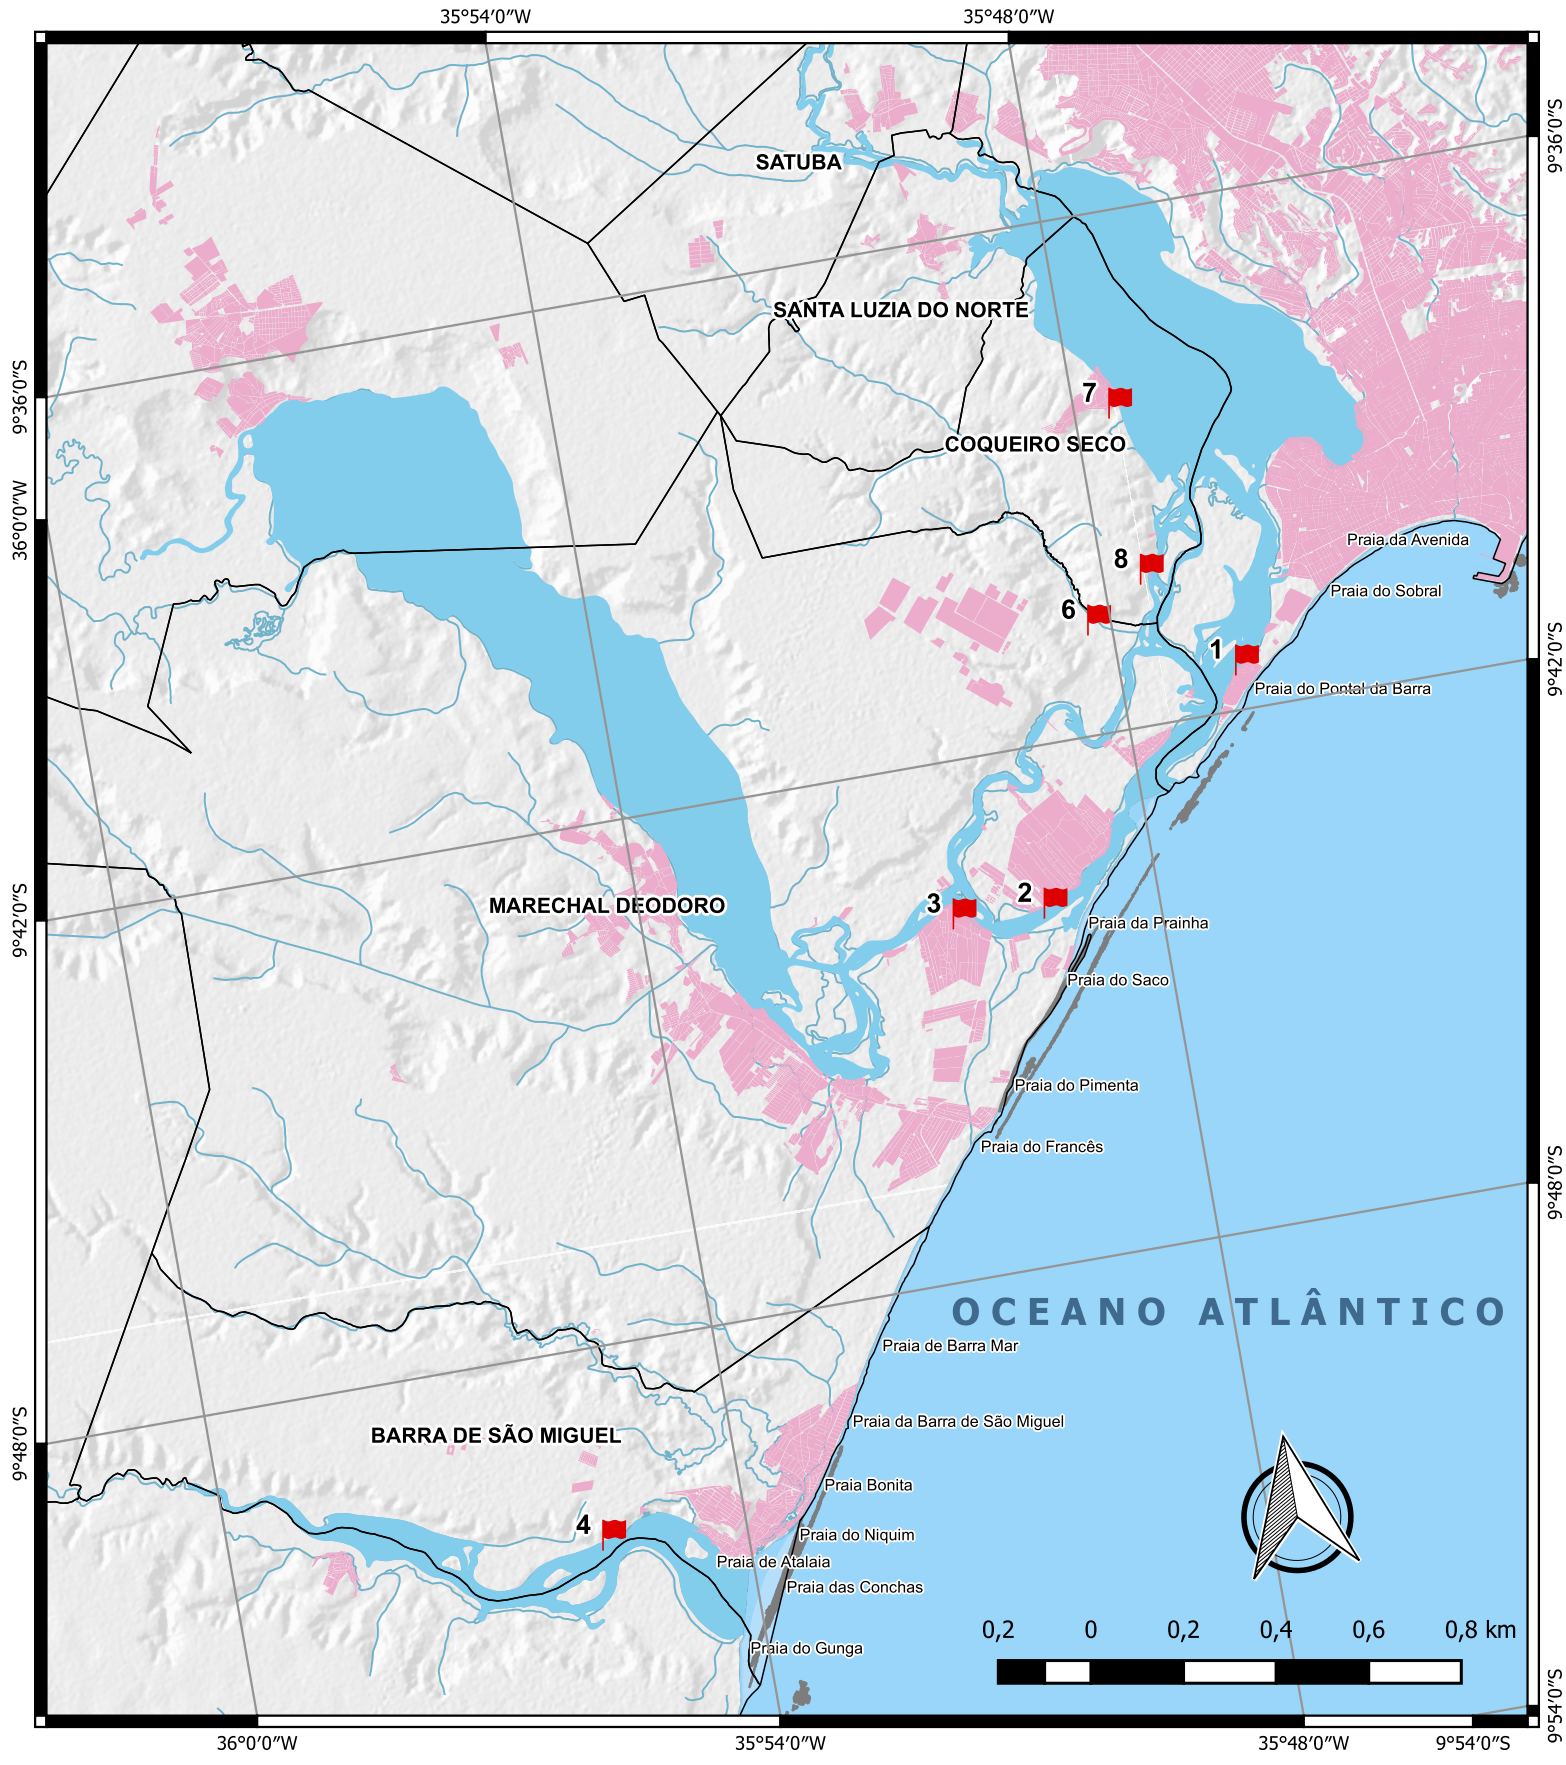 35°54′0″W 35°48′0″W
9°36′0″S
SATUBA
SANTA LUZIA DO NORTE
9°36′0″S
7
COQUEIRO SECO
36°0′0″W
Praia da Avenida
8
Praia do Sobral
6
1
9°42′0″S
Praia do Pontal da Barra
2
3
MARECHAL DEODORO
9°42′0″S
Praia da Prainha
Praia do Saco
Praia do Pimenta
Praia do Francês
9°48′0″S
OCEANO ATLÂNTICO
Praia de Barra Mar
Praia da Barra de São Miguel
BARRA DE SÃO MIGUEL
9°48′0″S
Praia Bonita
4
Praia do Niquim
Praia de Atalaia
Praia das Conchas
0,2 0 0,2 0,4 0,6 0,8 km
Praia do Gunga
9°54′0″S
36°0′0″W 35°54′0″W 35°48′0″W 9°54′0″S